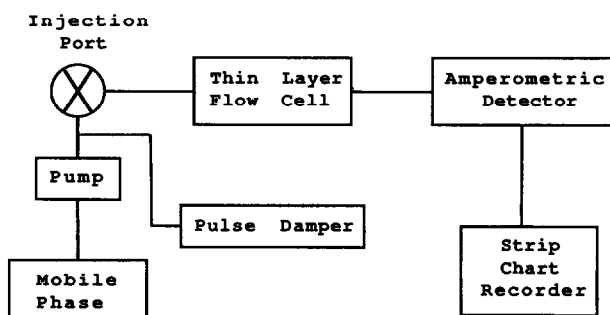 Injection
Port
Thin Layer
Flow Cell
Amperometric
Detector
Pump
Pulse Damper
Mobile
Phase
Strip
Chart
Recorder